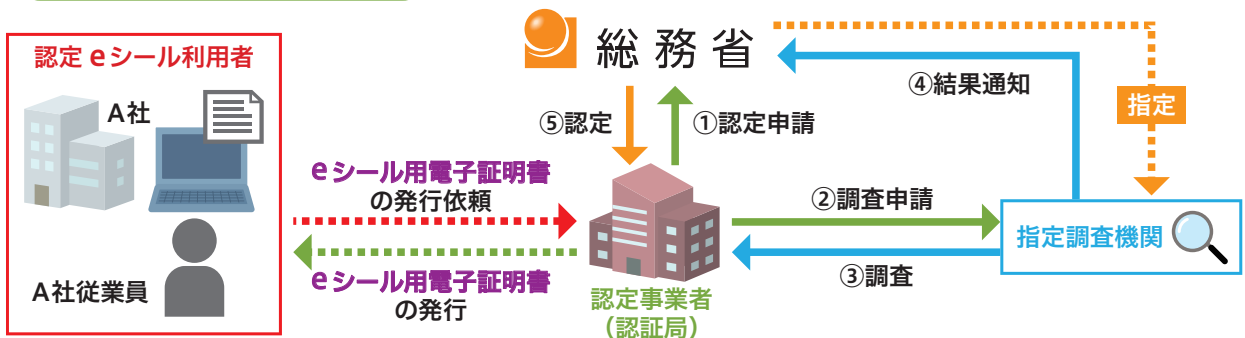 認定eシール利用者
A社
A社従業員
総務省
⑤認定
①認定申請
④結果通知
指定
eシール用電子証明書
の発行依頼
eシール用電子証明書
の発行
②調査申請
③調査
認定事業者
（認証局）
指定調査機関